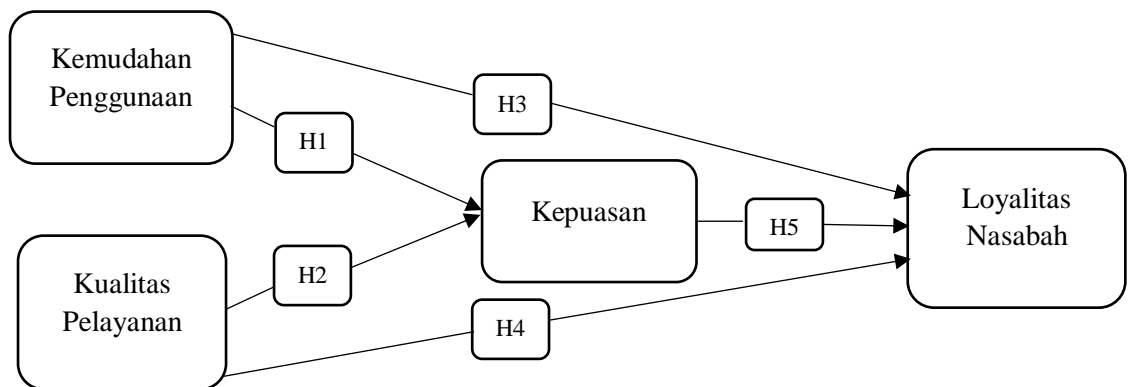 Kemudahan
Penggunaan
H3
H1
Kepuasan
Loyalitas
Nasabah
H5
Kualitas
Pelayanan
H2
H4